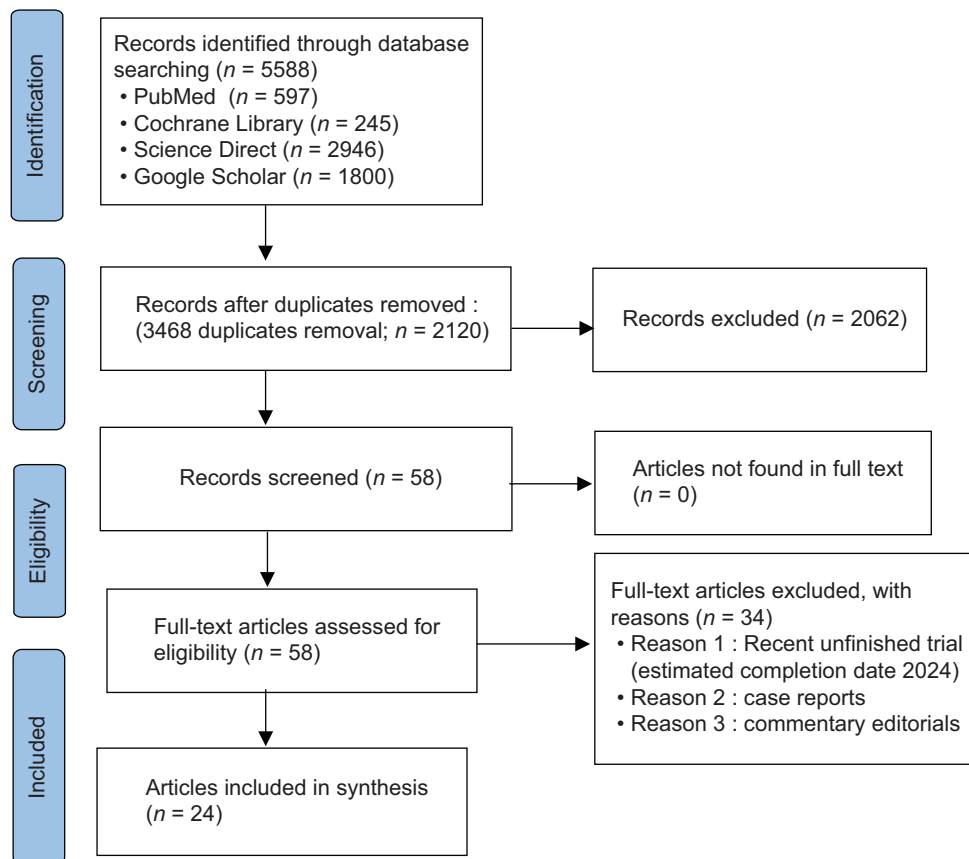 Identification
Records identified through database
searching (n = 5588)
• PubMed (n = 597)
• Cochrane Library (n = 245)
• Science Direct (n = 2946)
• Google Scholar (n = 1800)
Screening
Records after duplicates removed :
(3468 duplicates removal; n = 2120)
Records excluded (n = 2062)
Records screened (n = 58)
Articles not found in full text
(n = 0)
Eligibility
Full-text articles assessed for
eligibility (n = 58)
Full-text articles excluded, with
reasons (n = 34)
• Reason 1 : Recent unfinished trial
(estimated completion date 2024)
• Reason 2 : case reports
• Reason 3 : commentary editorials
Included
Articles included in synthesis
(n = 24)